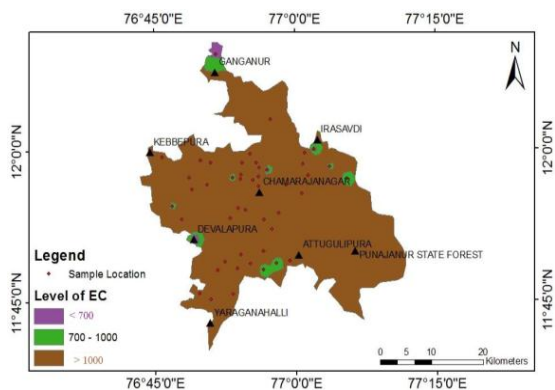 76°45'0"E 77°0'0"E 77°15'0"E
N
GANGANUR
IRASAVDI
KEBBEPURA
12°0'0"N
12°0'0"N
CHAMARAJANAGAR
DEVALAPURA
ATTUGULIPURA
PUNAJANUR STATE FOREST
Legend
Sample Location
Level of EC
< 700
700 - 1000
> 1000
11°45'0"N
11°45'0"N
YARAGANAHALLI
0 5 10 20
Kilometers
76°45'0"E 77°0'0"E 77°15'0"E